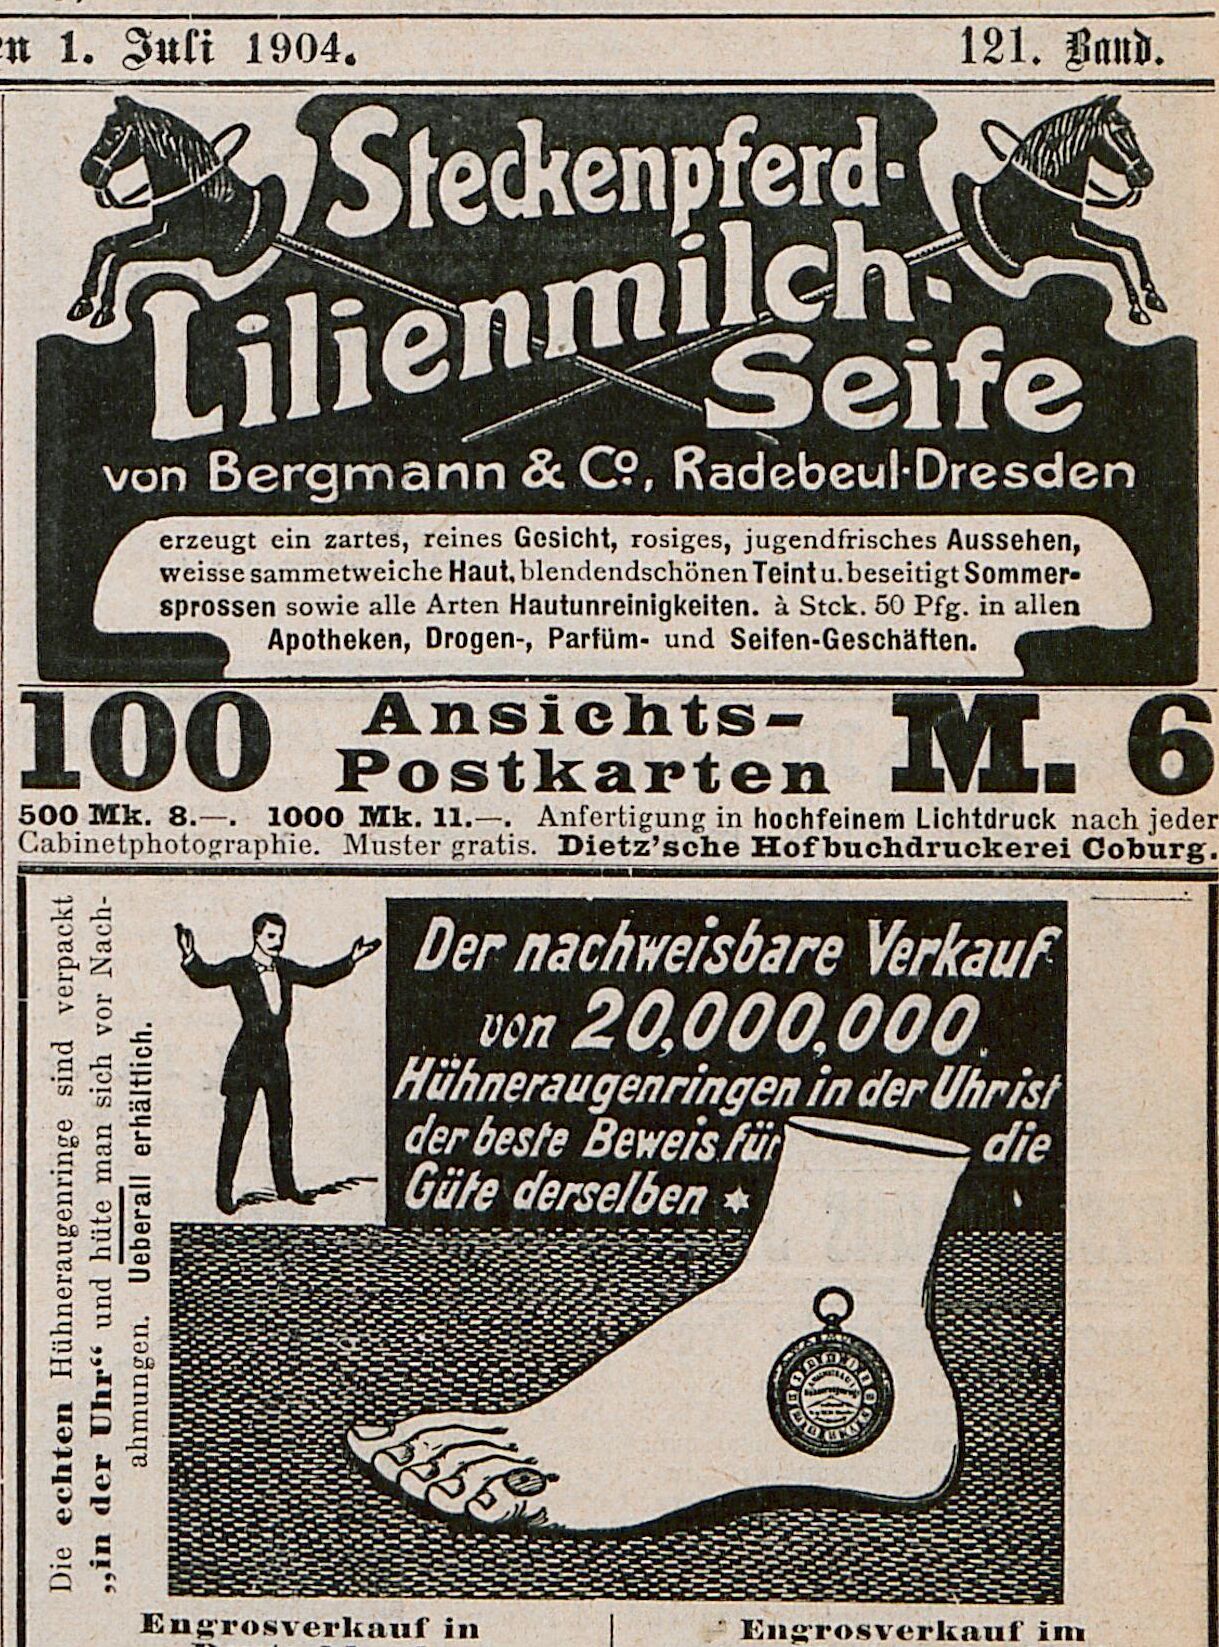 1. Juli 1904.
121. Band.
Steckenpferd-
Lilienmilch-
Seife
von Bergmann & Co., Radebeul-Dresden
erzeugt ein zartes, reines Gesicht, rosiges, jugendfrisches Aussehen,
weisse sammetweiche Haut, blendendschönen Teint u. beseitigt Sommer-
sprossen sowie alle Arten Hautunreinigkeiten. à Stck. 50 Pfg. in allen
Apotheken, Drogen-, Parfüm- und Seifen-Geschäften.
100 Ansichts- M. 6
Postkarten
500 Mk. 8.—. 1000 Mk. 11.—. Anfertigung in hochfeinem Lichtdruck nach jeder
Cabinetphotographie. Muster gratis. Dietz'sche Hofbuchdruckerei Coburg.
Die echten Hühneraugenringe sind verpackt
„in der Uhr“ und hüte man sich vor Nach-
ahmungen. Ueberall erhältlich.
Der nachweisbare Verkauf
von 20,000,000
Hühneraugenringen in der Uhr ist
der beste Beweis für die
Güte derselben
Engrosverkauf in
Engrosverkauf im